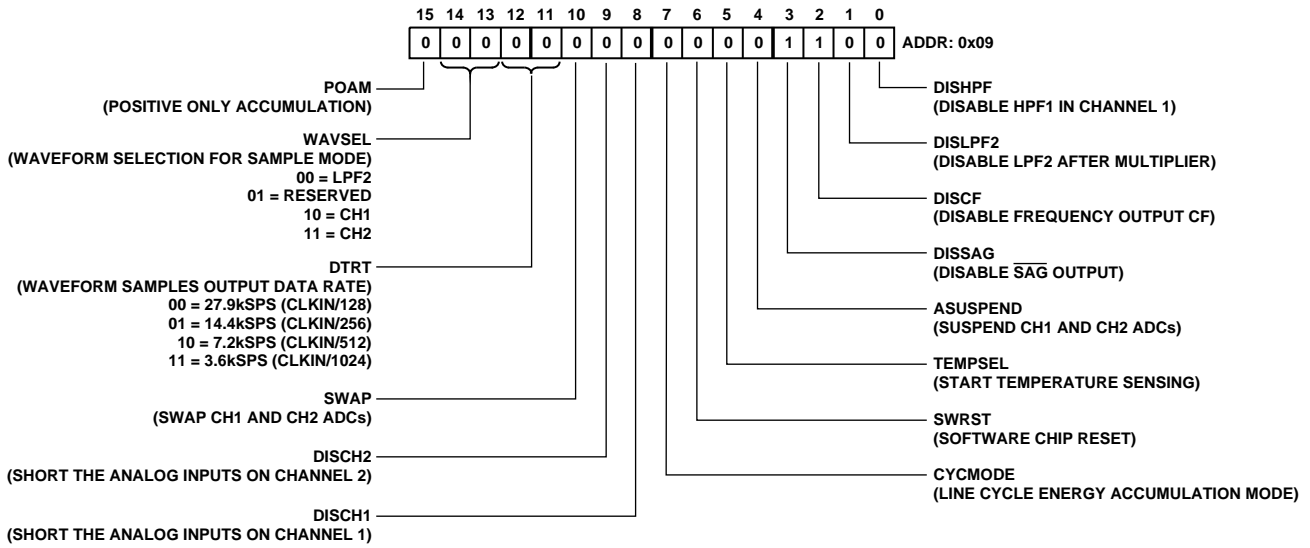 15 14 13 12 11 10 9 8 7 6 5 4 3 2 1 0
0 0 0 0 0 0 0 0 0 0 0 0 1 1 0 0 ADDR: 0x09
POAM
(POSITIVE ONLY ACCUMULATION)
WAVSEL
(WAVEFORM SELECTION FOR SAMPLE MODE)
00 = LPF2
01 = RESERVED
10 = CH1
11 = CH2
DTRT
(WAVEFORM SAMPLES OUTPUT DATA RATE)
00 = 27.9kSPS (CLKIN/128)
01 = 14.4kSPS (CLKIN/256)
10 = 7.2kSPS (CLKIN/512)
11 = 3.6kSPS (CLKIN/1024)
SWAP
(SWAP CH1 AND CH2 ADCs)
DISCH2
(SHORT THE ANALOG INPUTS ON CHANNEL 2)
DISCH1
(SHORT THE ANALOG INPUTS ON CHANNEL 1)
DISHPF
(DISABLE HPF1 IN CHANNEL 1)
DISLPF2
(DISABLE LPF2 AFTER MULTIPLIER)
DISCF
(DISABLE FREQUENCY OUTPUT CF)
DISSAG
(DISABLE S̅A̅G̅ OUTPUT)
ASUSPEND
(SUSPEND CH1 AND CH2 ADCs)
TEMPSEL
(START TEMPERATURE SENSING)
SWRST
(SOFTWARE CHIP RESET)
CYCMODE
(LINE CYCLE ENERGY ACCUMULATION MODE)